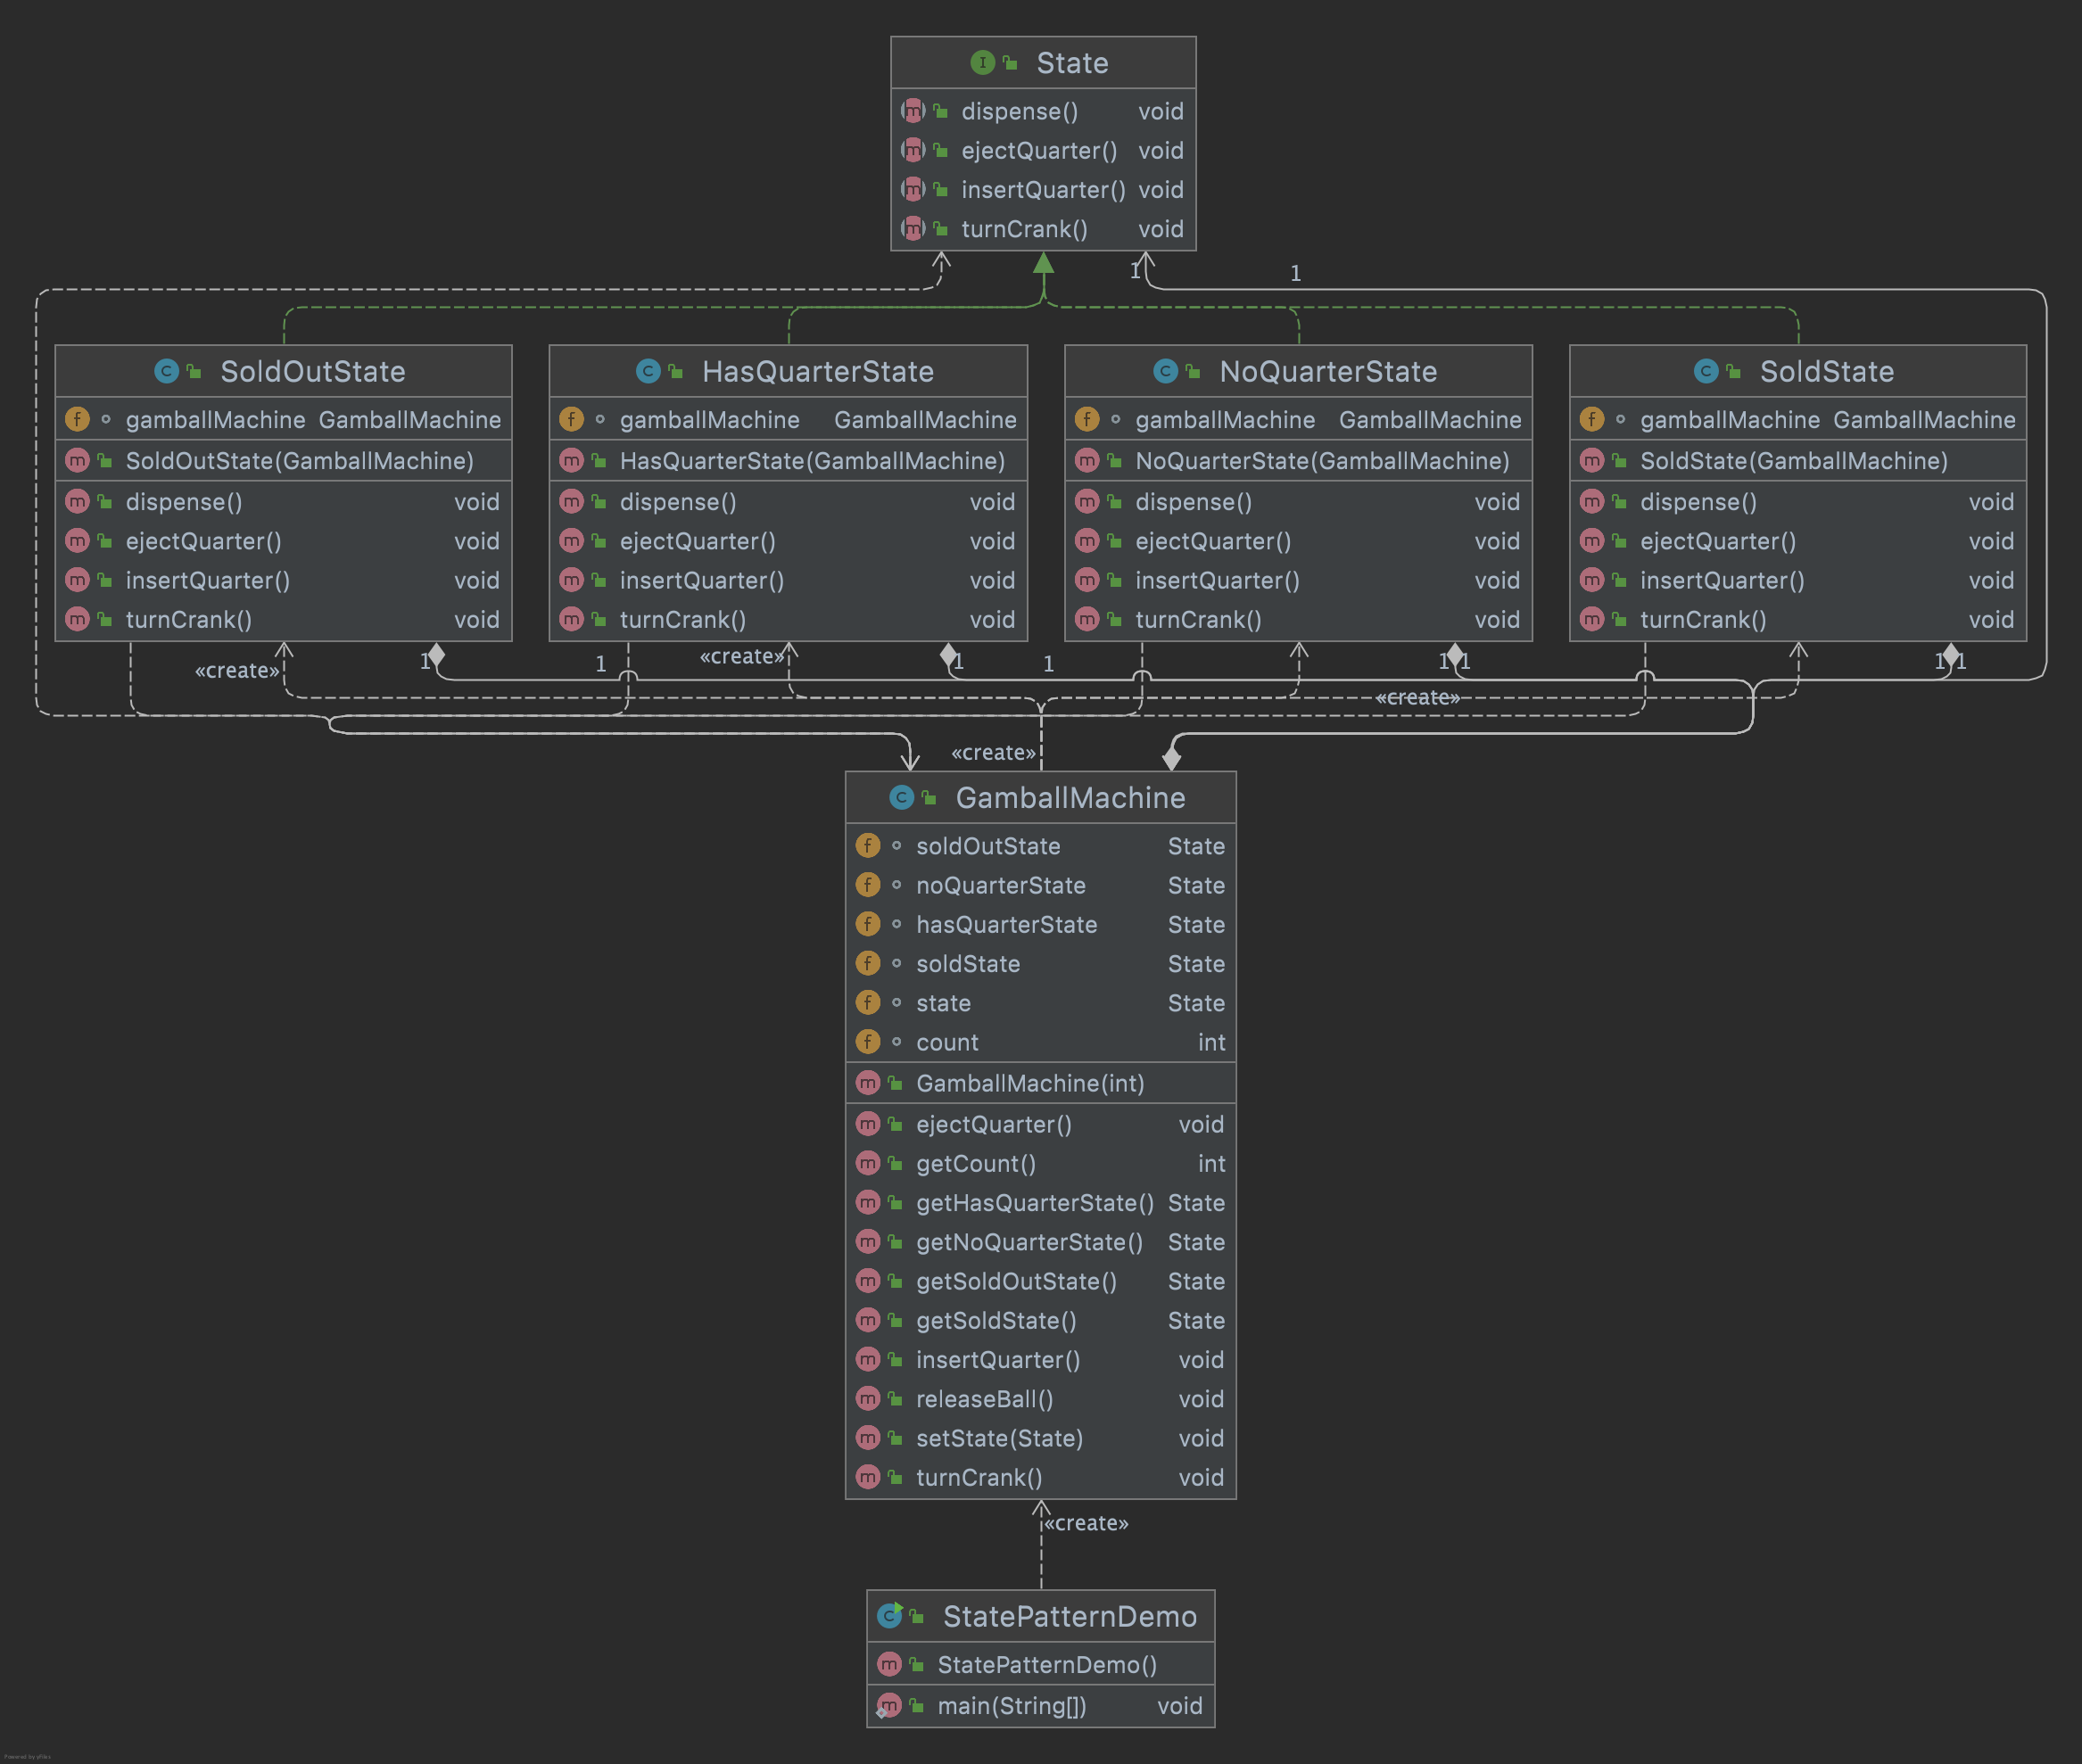 State
dispense() void
ejectQuarter() void
insertQuarter() void
turnCrank() void
1 1
SoldOutState
gamballMachine GamballMachine
SoldOutState(GamballMachine)
dispense() void
ejectQuarter() void
insertQuarter() void
turnCrank() void
HasQuarterState
gamballMachine GamballMachine
HasQuarterState(GamballMachine)
dispense() void
ejectQuarter() void
insertQuarter() void
turnCrank() void
NoQuarterState
gamballMachine GamballMachine
NoQuarterState(GamballMachine)
dispense() void
ejectQuarter() void
insertQuarter() void
turnCrank() void
SoldState
gamballMachine GamballMachine
SoldState(GamballMachine)
dispense() void
ejectQuarter() void
insertQuarter() void
turnCrank() void
«create» 1 1 «create» 1 1 1 1 1 1
«create»
«create»
GamballMachine
soldOutState State
noQuarterState State
hasQuarterState State
soldState State
state State
count int
GamballMachine(int)
ejectQuarter() void
getCount() int
getHasQuarterState() State
getNoQuarterState() State
getSoldOutState() State
getSoldState() State
insertQuarter() void
releaseBall() void
setState(State) void
turnCrank() void
«create»
StatePatternDemo
StatePatternDemo()
main(String[]) void
Powered by yFiles